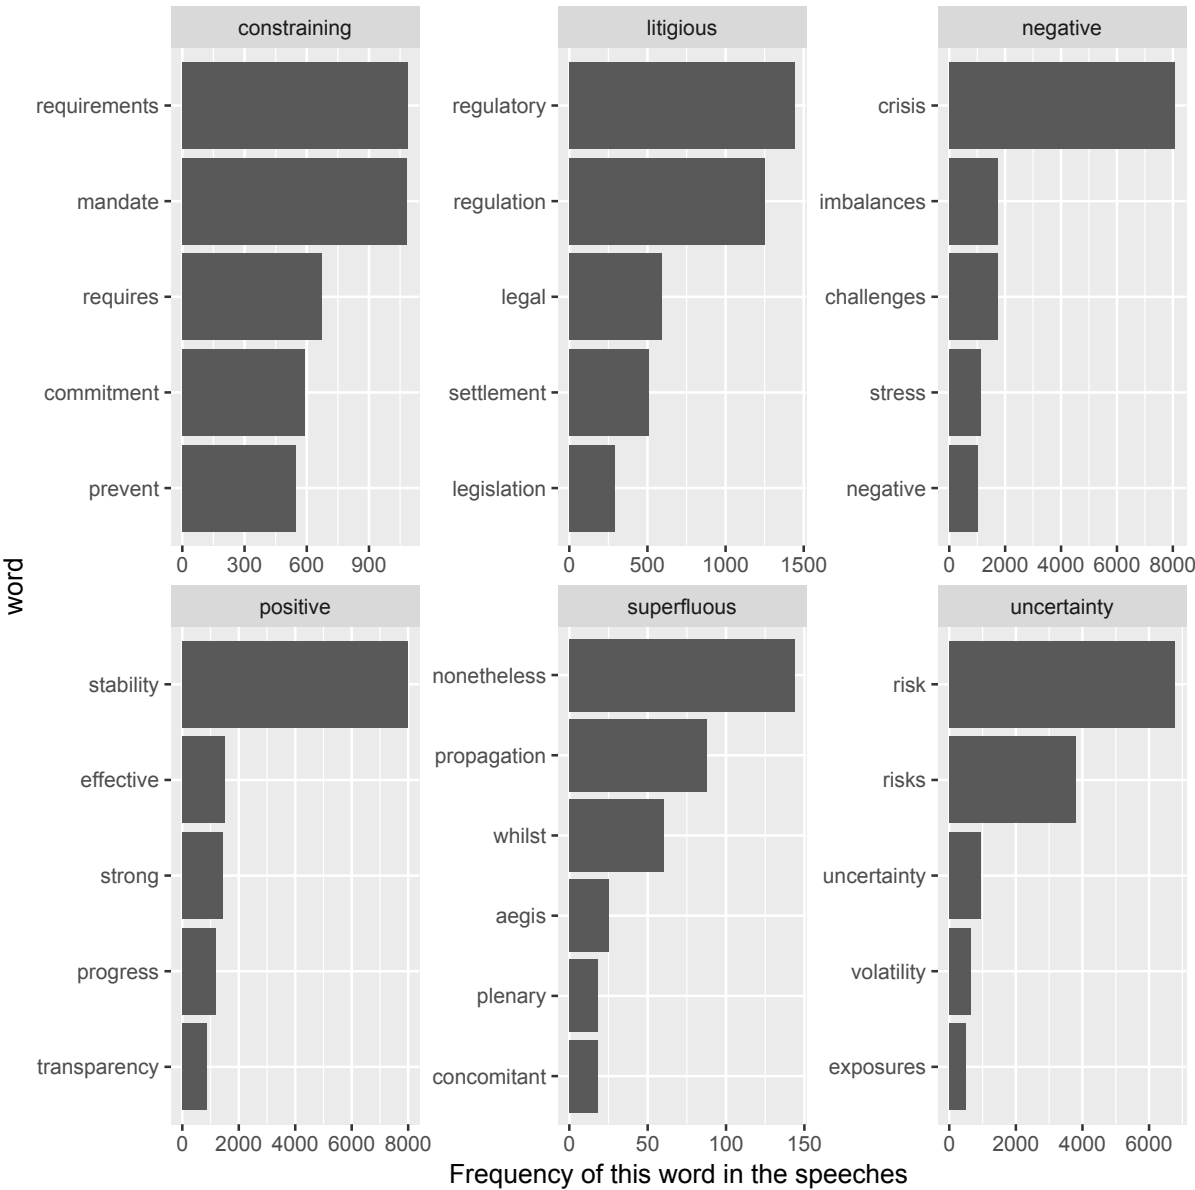 constraining
requirements
mandate
requires
commitment
prevent
0 300 600 900
litigious
regulatory
regulation
legal
settlement
legislation
0 500 1000 1500
negative
crisis
imbalances
challenges
stress
negative
0 2000 4000 6000 8000
word
positive
stability
effective
strong
progress
transparency
0 2000 4000 6000 8000
superfluous
nonetheless
propagation
whilst
aegis
plenary
concomitant
0 50 100 150
uncertainty
risk
risks
uncertainty
volatility
exposures
0 2000 4000 6000
Frequency of this word in the speeches